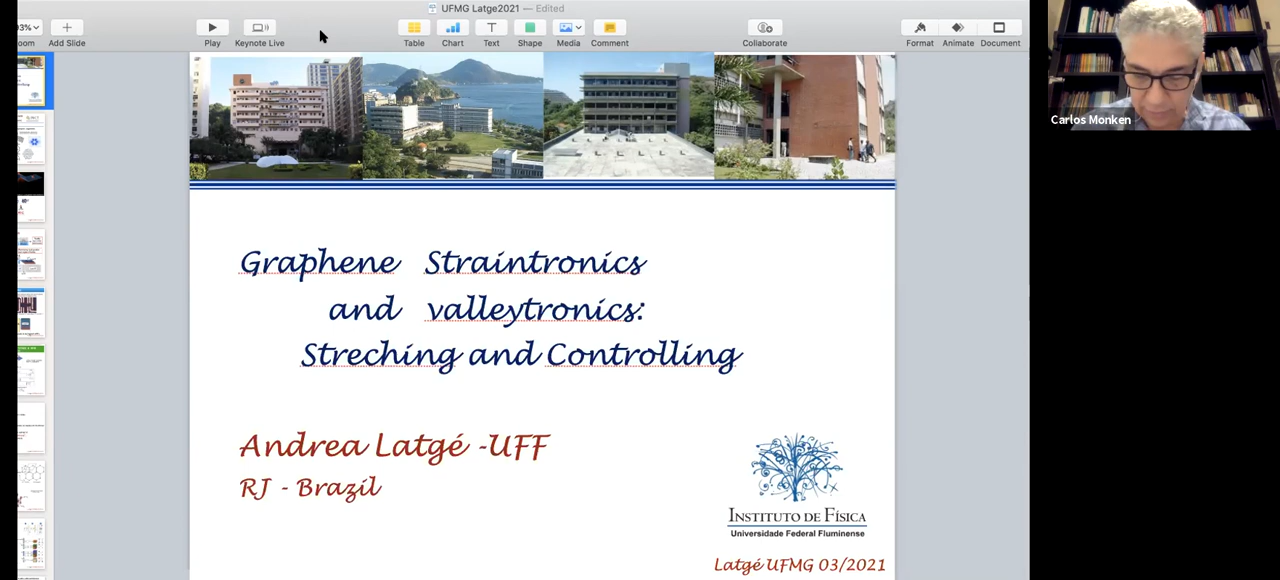 UFMG Latge2021 — Edited
Add Slide
Play
Keynote Live
Table
Chart
Text
Shape
Media
Comment
Collaborate
Format
Animate
Document
Carlos Monken
Graphene Straintronics
and valleytronics:
Streching and Controlling
Andrea Latgé -UFF
RJ - Brazil
INSTITUTO DE FÍSICA
Universidade Federal Fluminense
Latgé UFMG 03/2021